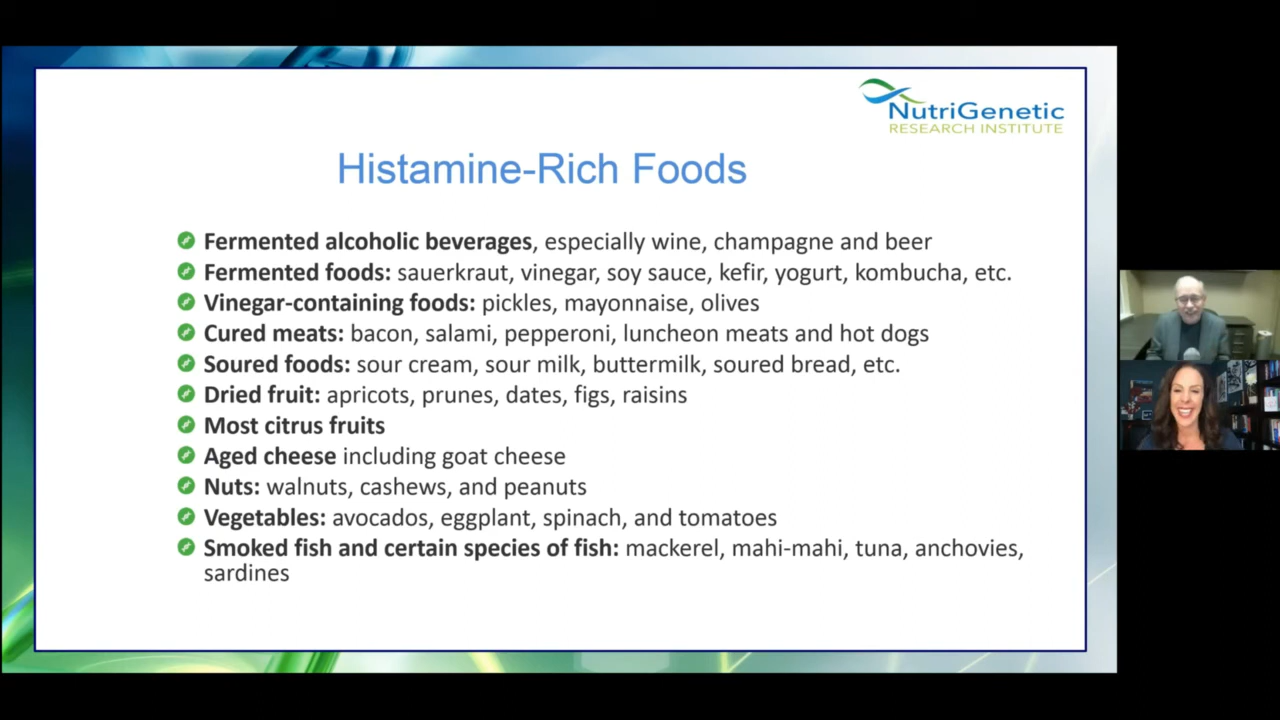 NutriGenetic
RESEARCH INSTITUTE
Histamine-Rich Foods
Fermented alcoholic beverages, especially wine, champagne and beer
Fermented foods: sauerkraut, vinegar, soy sauce, kefir, yogurt, kombucha, etc.
Vinegar-containing foods: pickles, mayonnaise, olives
Cured meats: bacon, salami, pepperoni, luncheon meats and hot dogs
Soured foods: sour cream, sour milk, buttermilk, soured bread, etc.
Dried fruit: apricots, prunes, dates, figs, raisins
Most citrus fruits
Aged cheese including goat cheese
Nuts: walnuts, cashews, and peanuts
Vegetables: avocados, eggplant, spinach, and tomatoes
Smoked fish and certain species of fish: mackerel, mahi-mahi, tuna, anchovies,
sardines